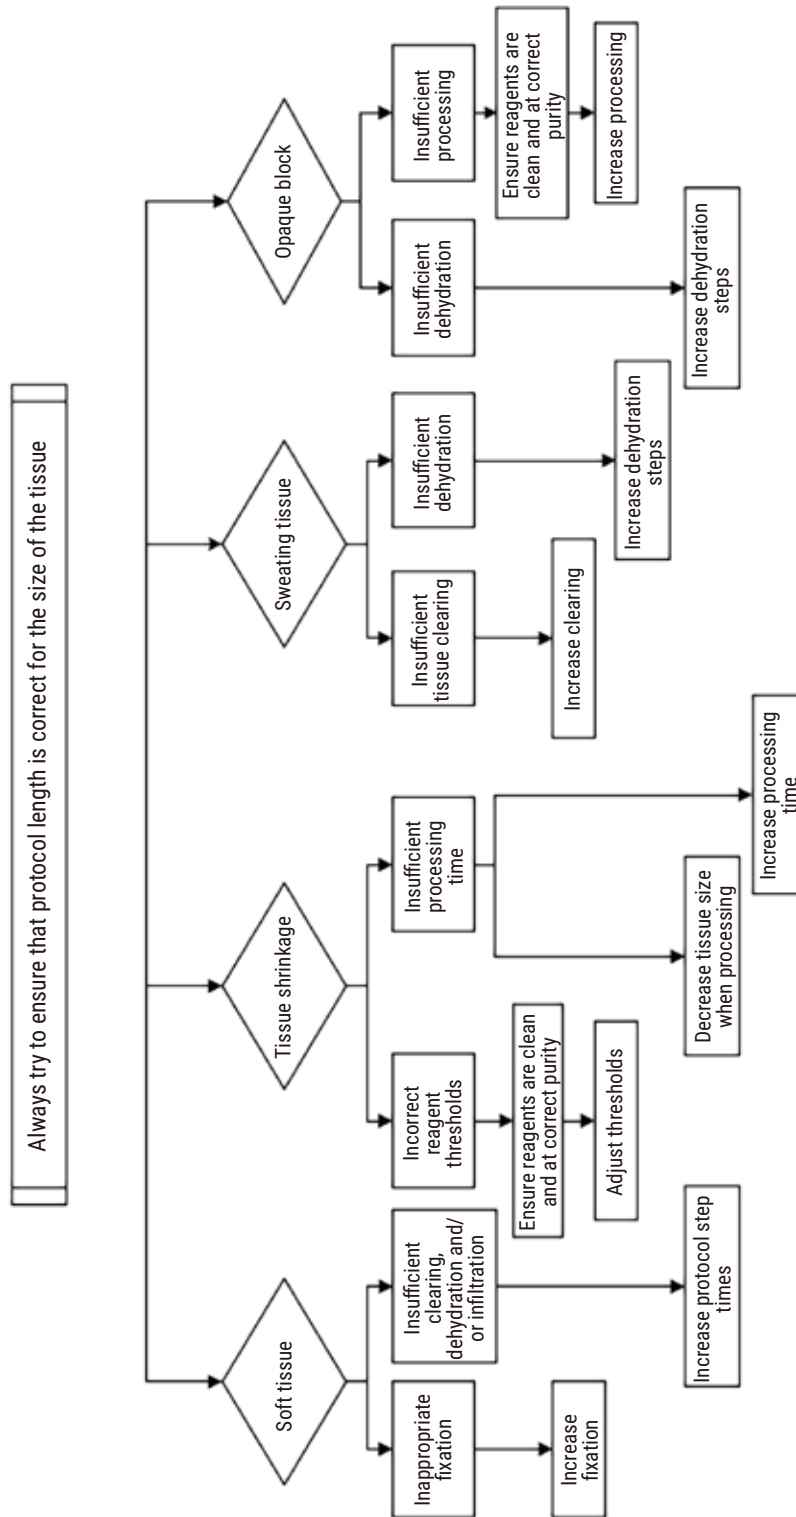 Always try to ensure that protocol length is correct for the size of the tissue
Soft tissue
Tissue shrinkage
Sweating tissue
Opaque block
Inappropriate
fixation
Insufficient
clearing,
dehydration and/
or infiltration
Incorrect
reagent
thresholds
Insufficient
processing
time
Insufficient
tissue clearing
Insufficient
dehydration
Insufficient
dehydration
Insufficient
processing
Ensure reagents are clean
and at correct purity
Ensure reagents are
clean and at correct
purity
Increase
fixation
Adjust thresholds
Increase clearing
Increase dehydration
steps
Increase processing
Increase protocol step
times
Decrease tissue size
when processing
Increase processing
time
Increase dehydration
steps